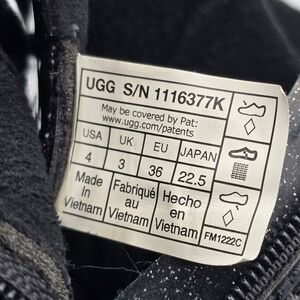 UGG S/N 1116377K
May be covered by Pat:
www.ugg.com/patents
USA UK EU JAPAN
4 3 36 22.5
Made in Vietnam
Fabriqué au Vietnam
Hecho en Vietnam
FM1222C